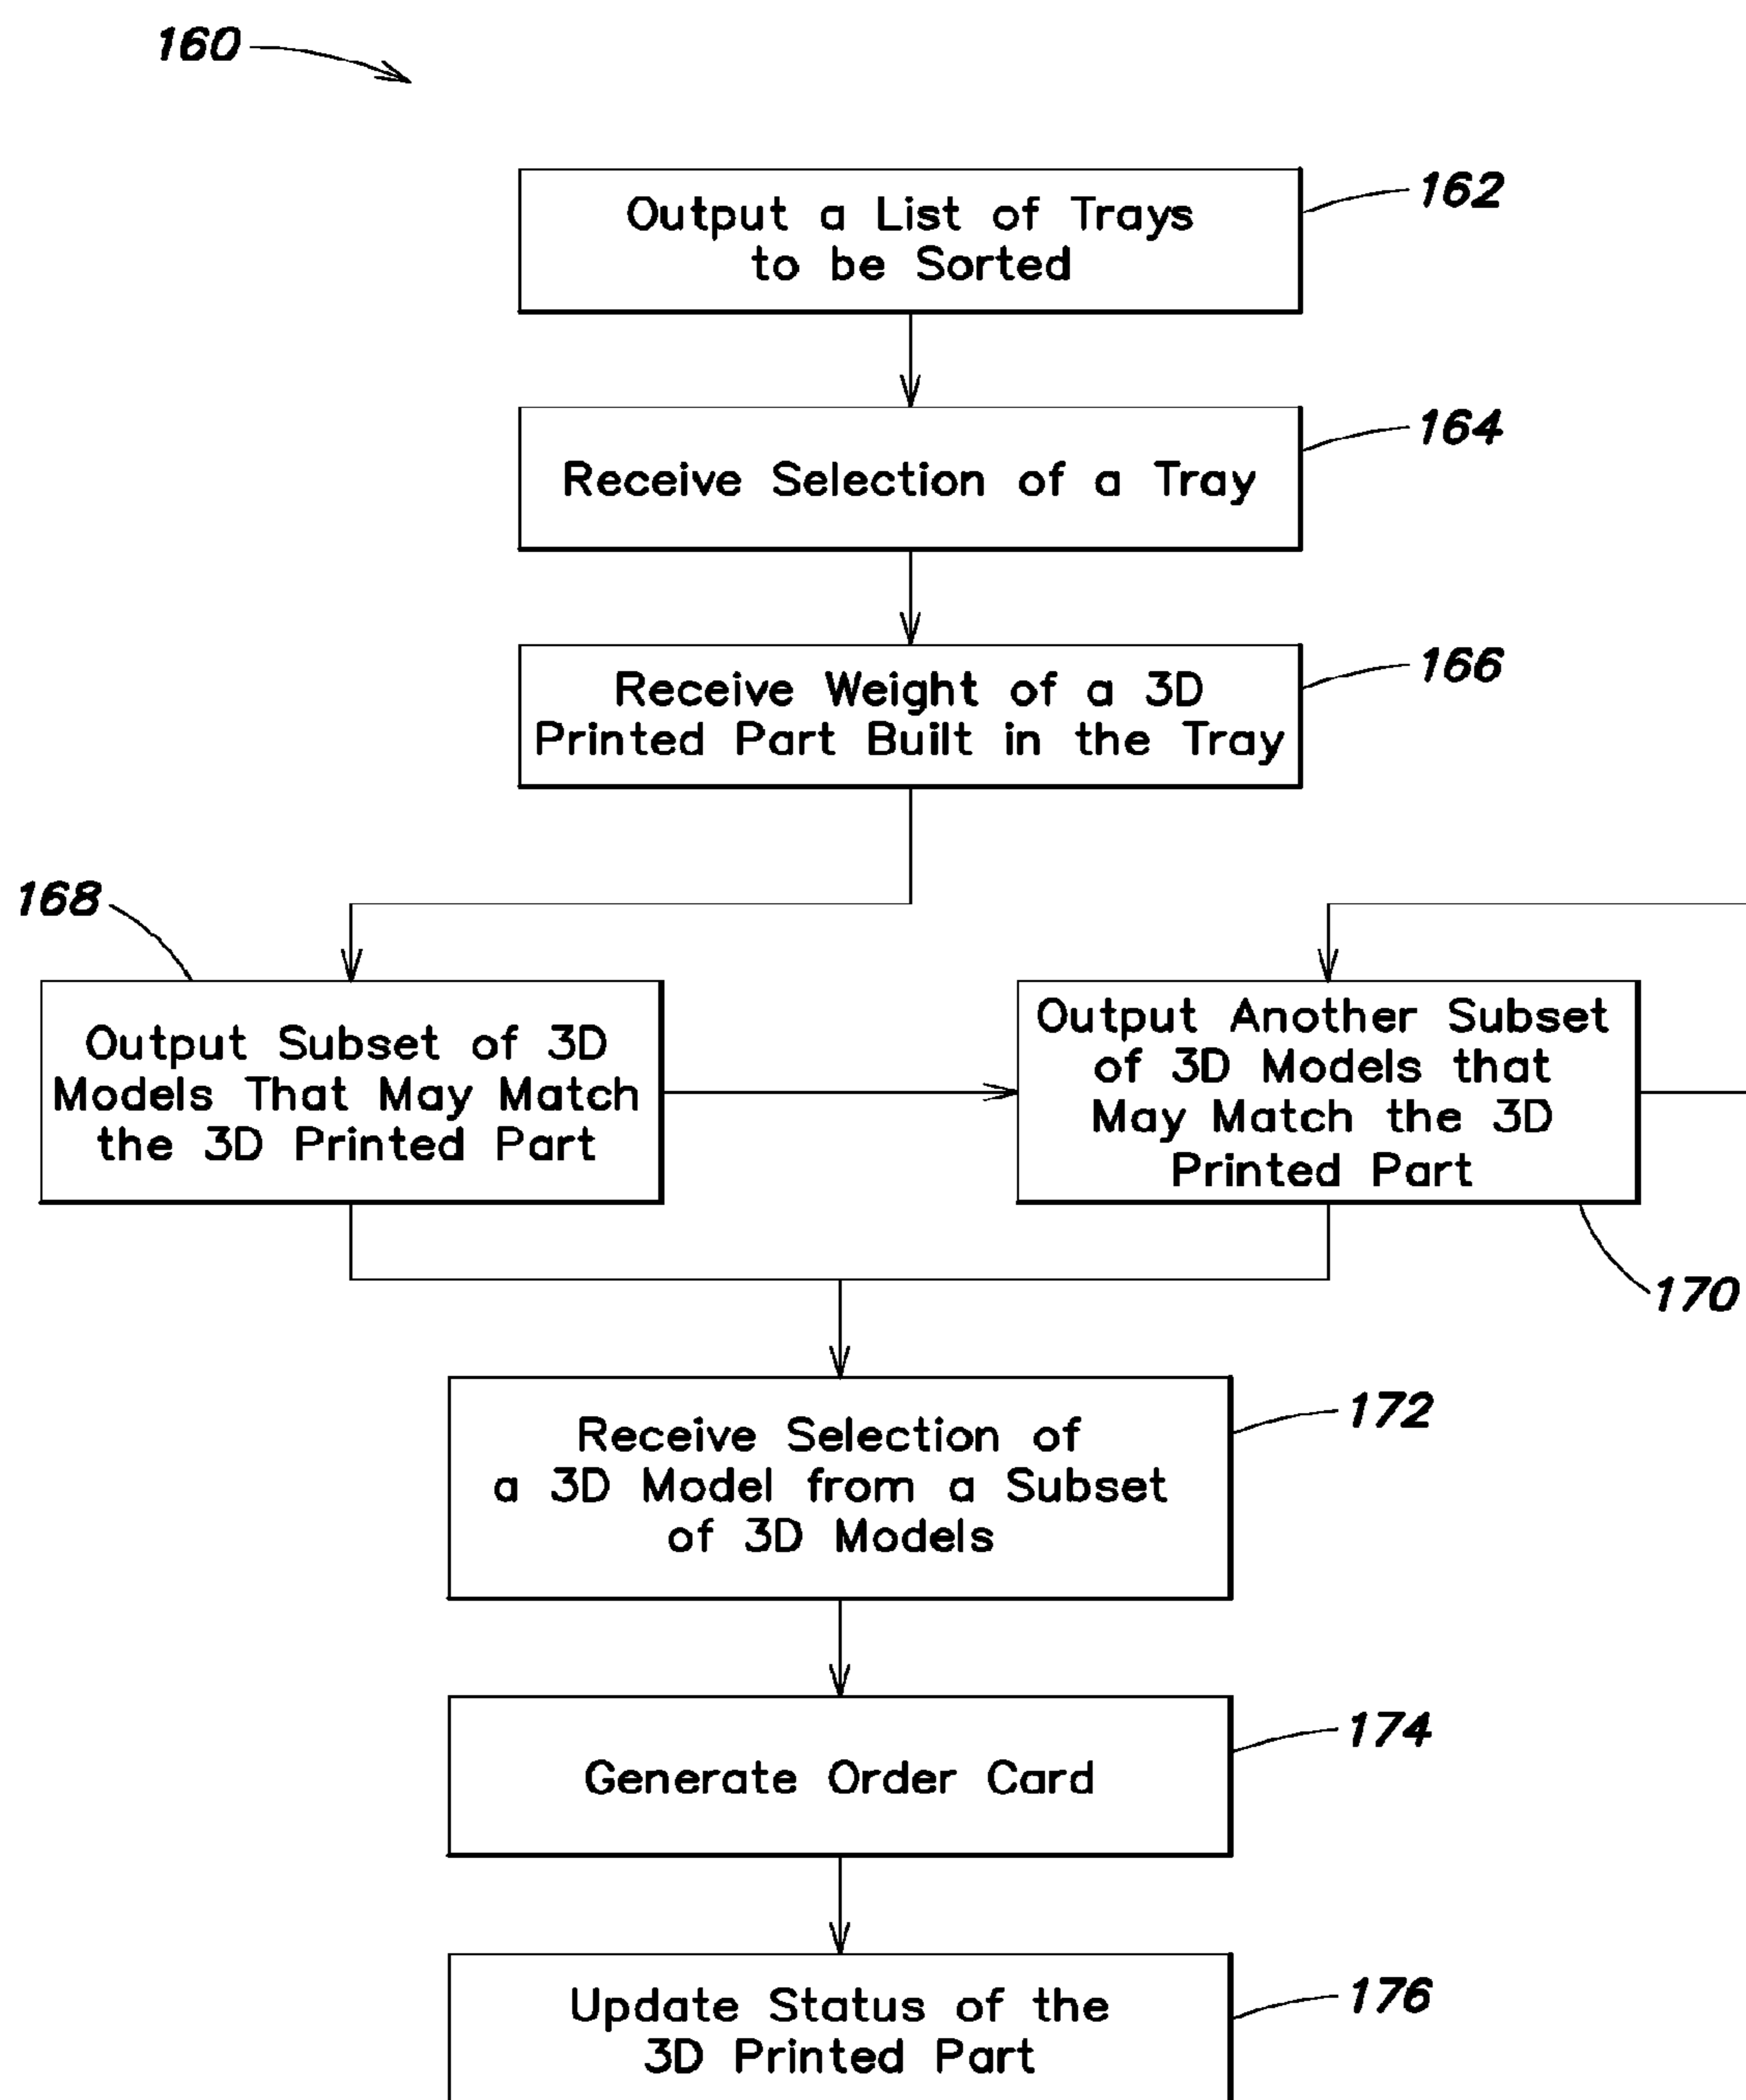 160
Output a List of Trays
to be Sorted
162
Receive Selection of a Tray
164
Receive Weight of a 3D
Printed Part Built in the Tray
166
168
Output Subset of 3D
Models That May Match
the 3D Printed Part
Output Another Subset
of 3D Models that
May Match the 3D
Printed Part
170
Receive Selection of
a 3D Model from a Subset
of 3D Models
172
Generate Order Card
174
Update Status of the
3D Printed Part
176